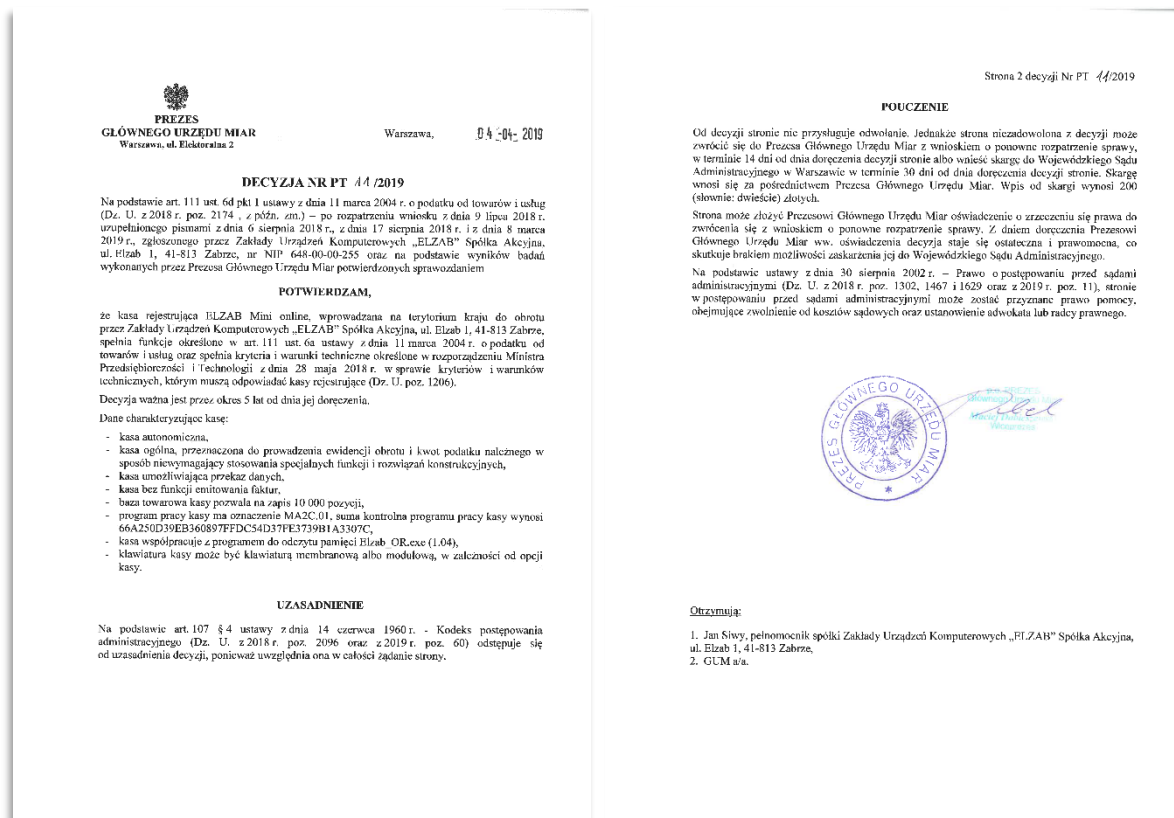 PREZES
GŁÓWNEGO URZĘDU MIAR
Warszawa, ul. Elektoralna 2
Warszawa, 04 -04- 2019
DECYZJA NR PT 11 /2019
Na podstawie art. 111 ust. 6d pkt 1 ustawy z dnia 11 marca 2004 r. o podatku od towarów i usług
(Dz. U. z 2018 r. poz. 2174 , z późn. zm.) – po rozpatrzeniu wniosku z dnia 9 lipca 2018 r.
uzupełnionego pismami z dnia 6 sierpnia 2018 r., z dnia 17 sierpnia 2018 r. i z dnia 8 marca
2019 r., zgłoszonego przez Zakłady Urządzeń Komputerowych „ELZAB” Spółka Akcyjna,
ul. Elzab 1, 41-813 Zabrze, nr NIP 648-00-00-255 oraz na podstawie wyników badań
wykonanych przez Prezesa Głównego Urzędu Miar potwierdzonych sprawozdaniem
POTWIERDZAM,
że kasa rejestrująca ELZAB Mini online, wprowadzana na terytorium kraju do obrotu
przez Zakłady Urządzeń Komputerowych „ELZAB” Spółka Akcyjna, ul. Elzab 1, 41-813 Zabrze,
spełnia funkcje określone w art. 111 ust. 6a ustawy z dnia 11 marca 2004 r. o podatku od
towarów i usług oraz spełnia kryteria i warunki techniczne określone w rozporządzeniu Ministra
Przedsiębiorczości i Technologii z dnia 28 maja 2018 r. w sprawie kryteriów i warunków
technicznych, którym muszą odpowiadać kasy rejestrujące (Dz. U. poz. 1206).
Decyzja ważna jest przez okres 5 lat od dnia jej doręczenia.
Dane charakteryzujące kasę:
- kasa autonomiczna,
- kasa ogólna, przeznaczona do prowadzenia ewidencji obrotu i kwot podatku należnego w
sposób niewymagający stosowania specjalnych funkcji i rozwiązań konstrukcyjnych,
- kasa umożliwiająca przekaz danych,
- kasa bez funkcji emitowania faktur,
- baza towarowa kasy pozwala na zapis 10 000 pozycji,
- program pracy kasy ma oznaczenie MA2C.01, suma kontrolna programu pracy kasy wynosi
66A250D39EB360897FFDC54D37FE3739B1A3307C,
- kasa współpracuje z programem do odczytu pamięci Elzab_OR.exe (1.04),
- klawiatura kasy może być klawiaturą membranową albo modułową, w zależności od opcji
kasy.
UZASADNIENIE
Na podstawie art. 107 § 4 ustawy z dnia 14 czerwca 1960 r. - Kodeks postępowania
administracyjnego (Dz. U. z 2018 r. poz. 2096 oraz z 2019 r. poz. 60) odstępuje się
od uzasadnienia decyzji, ponieważ uwzględnia ona w całości żądanie strony.
Strona 2 decyzji Nr PT 11/2019
POUCZENIE
Od decyzji stronie nie przysługuje odwołanie. Jednakże strona niezadowolona z decyzji może
zwrócić się do Prezesa Głównego Urzędu Miar z wnioskiem o ponowne rozpatrzenie sprawy,
w terminie 14 dni od dnia doręczenia decyzji stronie albo wnieść skargę do Wojewódzkiego Sądu
Administracyjnego w Warszawie w terminie 30 dni od dnia doręczenia decyzji stronie. Skargę
wnosi się za pośrednictwem Prezesa Głównego Urzędu Miar. Wpis od skargi wynosi 200
(słownie: dwieście) złotych.
Strona może złożyć Prezesowi Głównego Urzędu Miar oświadczenie o zrzeczeniu się prawa do
zwrócenia się z wnioskiem o ponowne rozpatrzenie sprawy. Z dniem doręczenia Prezesowi
Głównego Urzędu Miar ww. oświadczenia decyzja staje się ostateczna i prawomocna, co
skutkuje brakiem możliwości zaskarżenia jej do Wojewódzkiego Sądu Administracyjnego.
Na podstawie ustawy z dnia 30 sierpnia 2002 r. – Prawo o postępowaniu przed sądami
administracyjnymi (Dz. U. z 2018 r. poz. 1302, 1467 i 1629 oraz z 2019 r. poz. 11), stronie
w postępowaniu przed sądami administracyjnymi może zostać przyznane prawo pomocy,
obejmujące zwolnienie od kosztów sądowych oraz ustanowienie adwokata lub radcy prawnego.
PREZES GŁÓWNEGO URZĘDU MIAR
p.o. PREZESA
Głównego Urzędu Miar
Wiceprezes
Otrzymują:
1. Jan Siwy, pełnomocnik spółki Zakłady Urządzeń Komputerowych „ELZAB” Spółka Akcyjna,
ul. Elzab 1, 41-813 Zabrze,
2. GUM a/a.